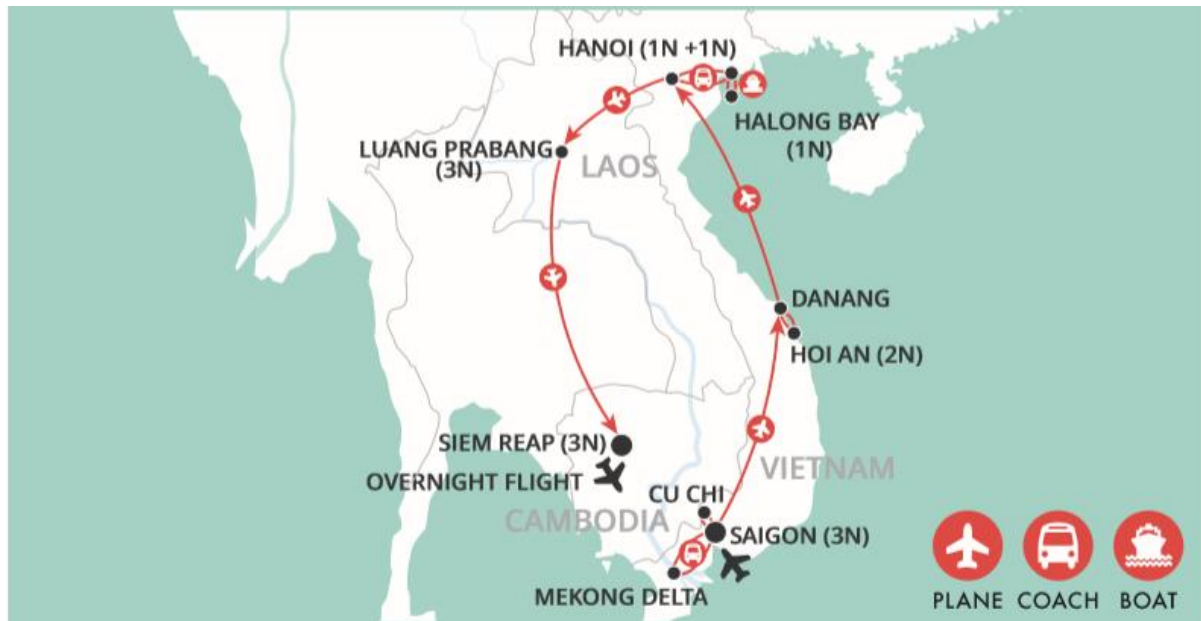 HANOI (1N +1N)
HALONG BAY
(1N)
LUANG PRABANG
(3N)
LAOS
DANANG
HOI AN (2N)
SIEM REAP (3N)
OVERNIGHT FLIGHT
VIETNAM
CU CHI
CAMBODIA
SAIGON (3N)
MEKONG DELTA
PLANE COACH BOAT